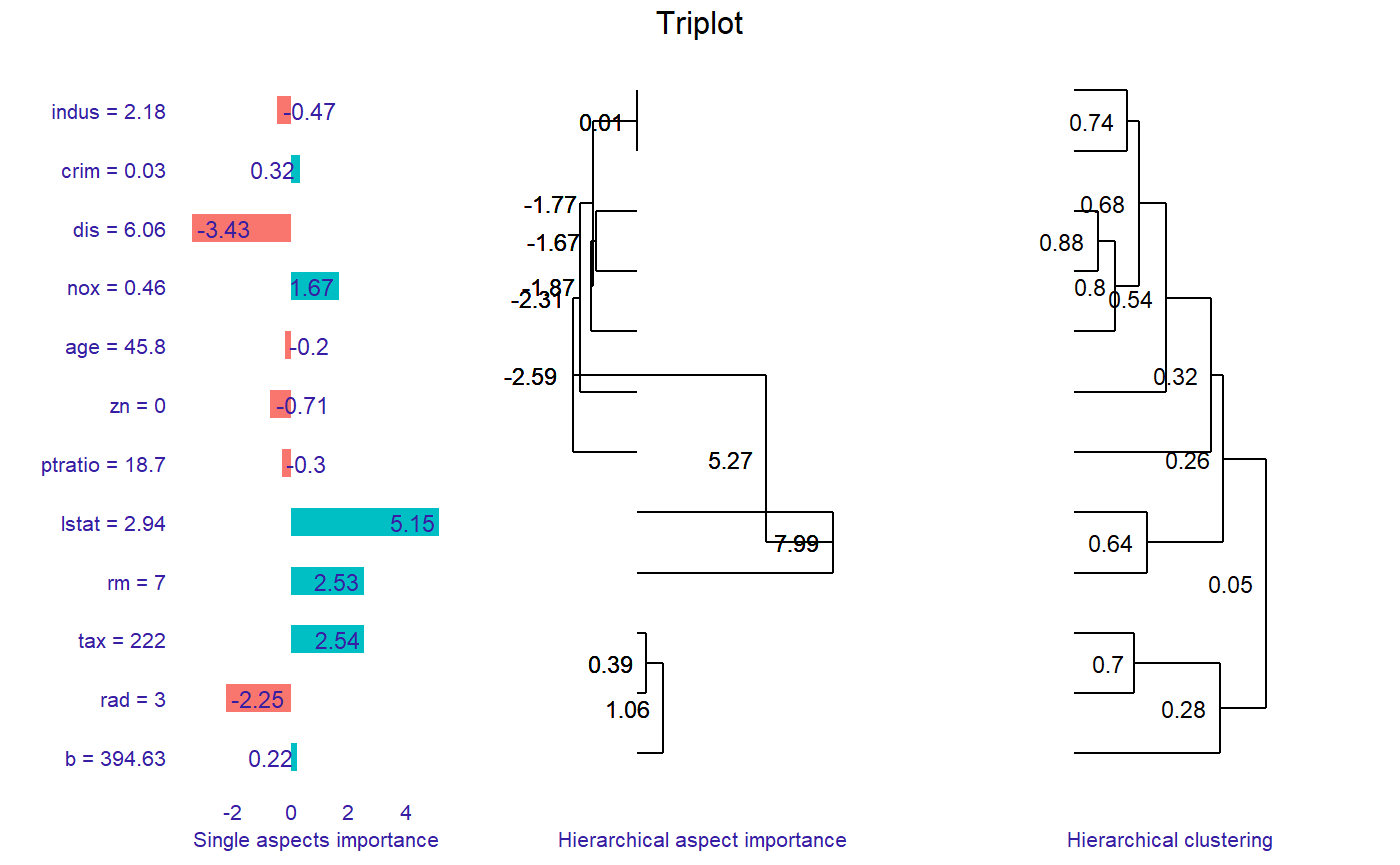 Triplot
indus = 2.18 -0.47 0.01 0.74
crim = 0.03 0.32
-1.77 0.68
dis = 6.06 -3.43 -1.67 0.88
nox = 0.46 1.67 -1.87 0.8
-2.31 0.54
age = 45.8 -0.2
-2.59 0.32
zn = 0 -0.71
ptratio = 18.7 -0.3 5.27 0.26
lstat = 2.94 5.15 7.99 0.64
rm = 7 2.53 0.05
tax = 222 2.54 0.39 0.7
rad = 3 -2.25 1.06 0.28
b = 394.63 0.22
-2 0 2 4
Single aspects importance Hierarchical aspect importance Hierarchical clustering